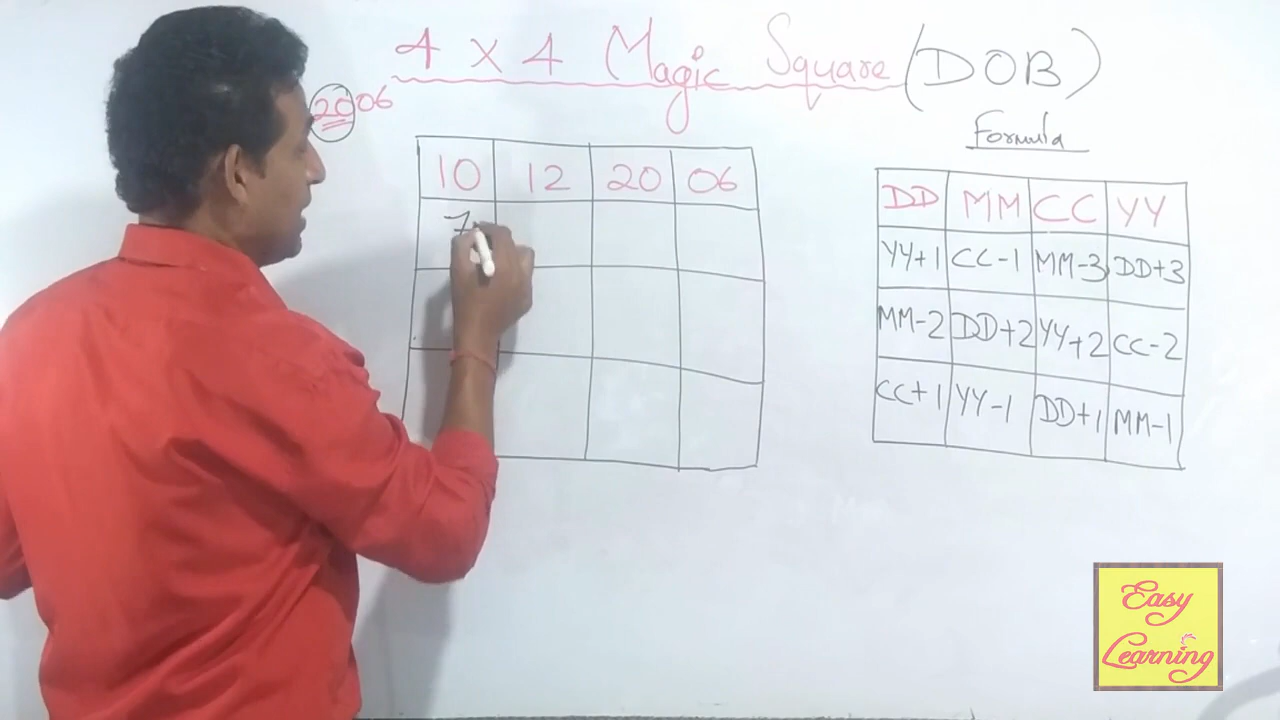 4 X 4 Magic Square (DOB)
2006
Formula
10 12 20 06
7
DD MM CC YY
YY+1 CC-1 MM-3 DD+3
MM-2 DD+2 YY+2 CC-2
CC+1 YY-1 DD+1 MM-1
Easy
Learning